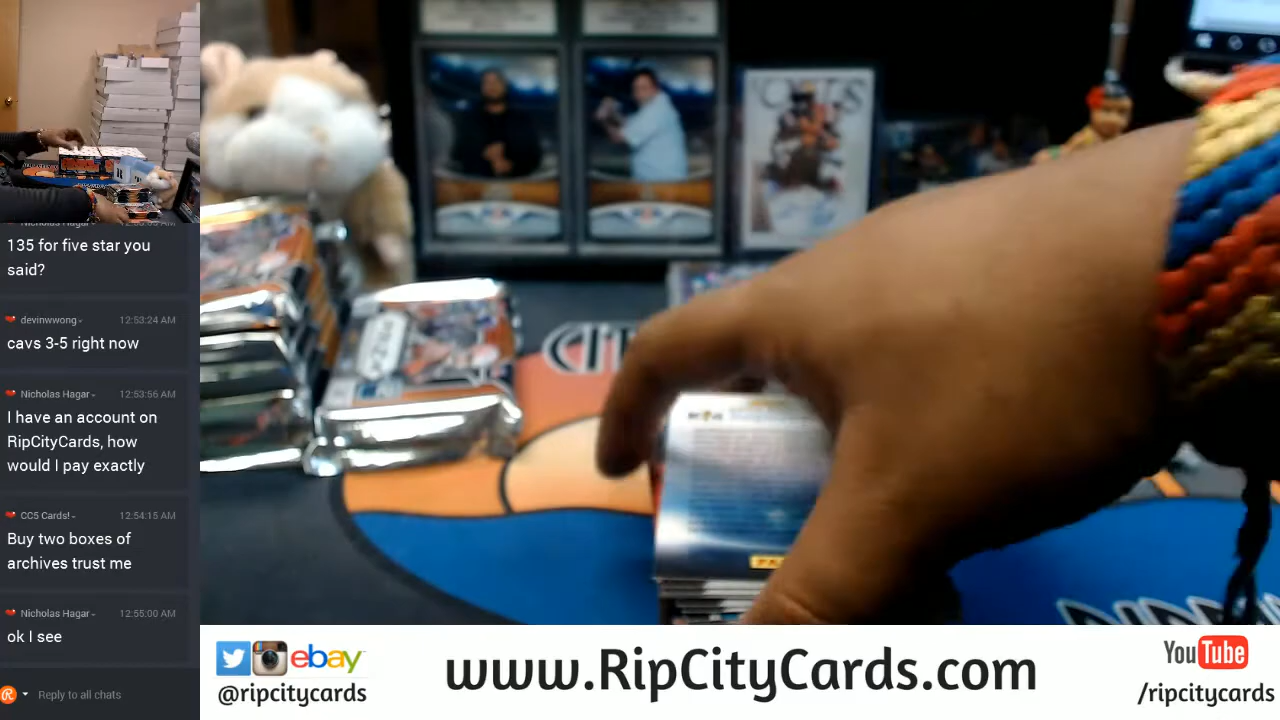 135 for five star you
said?
devinwwong
12:53:24 AM
cavs 3-5 right now
Nicholas Hagar
12:53:56 AM
I have an account on
RipCityCards, how
would I pay exactly
CC5 Cards!
12:54:15 AM
Buy two boxes of
archives trust me
Nicholas Hagar
12:55:00 AM
ok I see
Reply to all chats
ebay
@ripcitycards
www.RipCityCards.com
YouTube
/ripcitycards